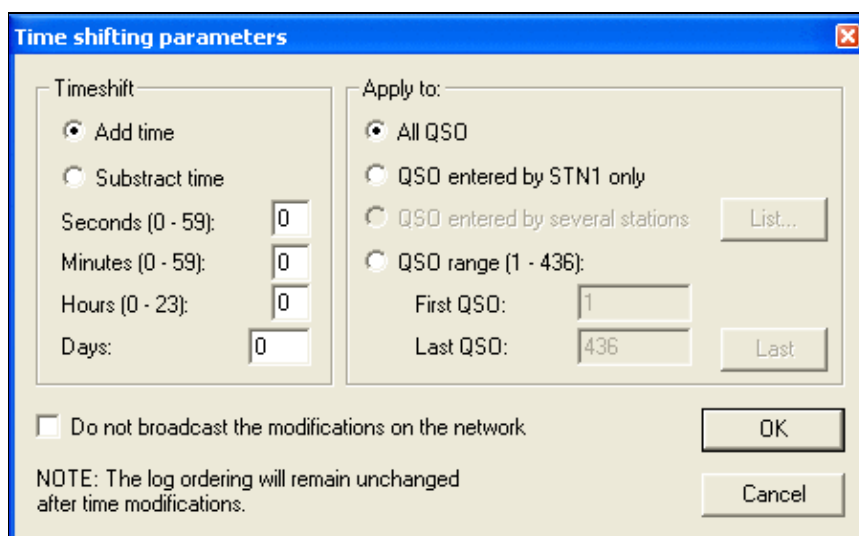 Time shifting parameters
Timeshift
Add time
Substract time
Seconds (0 - 59): 0
Minutes (0 - 59): 0
Hours (0 - 23): 0
Days: 0
Apply to:
All QSO
QSO entered by STN1 only
QSO entered by several stations List...
QSO range (1 - 436):
First QSO: 1
Last QSO: 436 Last
Do not broadcast the modifications on the network
OK
NOTE: The log ordering will remain unchanged
after time modifications.
Cancel